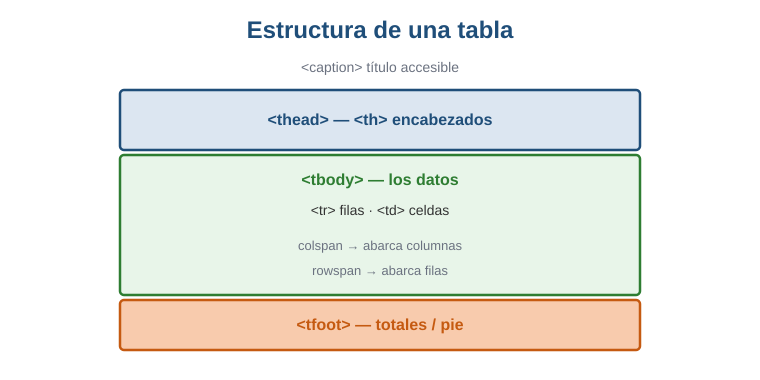 Estructura de una tabla
<caption> título accesible
<thead> — <th> encabezados
<tbody> — los datos
<tr> filas · <td> celdas
colspan → abarca columnas
rowspan → abarca filas
<tfoot> — totales / pie